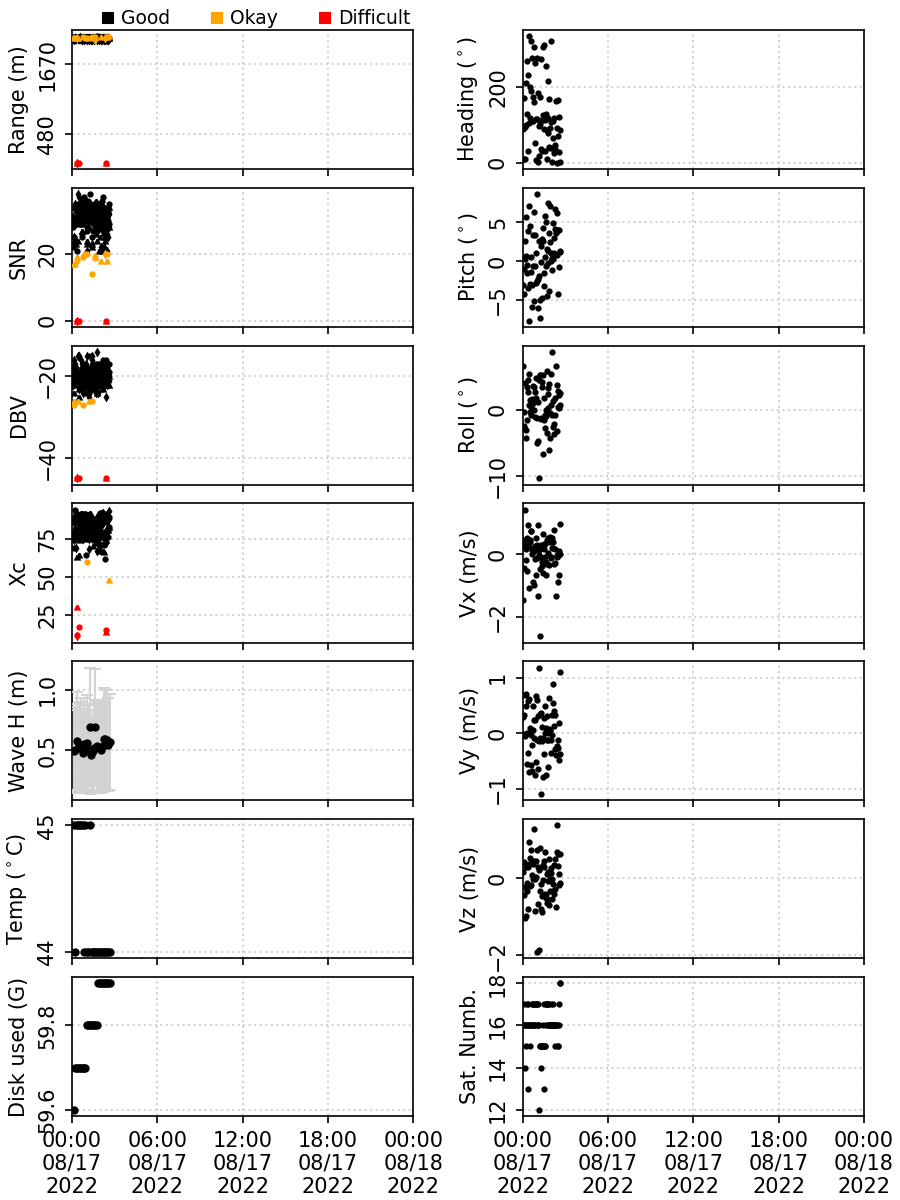 Good Okay Difficult
Range (m)
1670
480
Heading (°)
200
0
SNR
20
0
Pitch (°)
5
0
−5
DBV
−20
−40
Roll (°)
0
−10
Xc
75
50
25
Vx (m/s)
0
−2
Wave H (m)
1.0
0.5
Vy (m/s)
1
0
−1
Temp (°C)
45
44
Vz (m/s)
0
−2
Disk used (G)
59.8
59.6
Sat. Numb.
18
16
14
12
00:00 06:00 12:00 18:00 00:00
08/17 08/17 08/17 08/17 08/18
2022 2022 2022 2022 2022
00:00 06:00 12:00 18:00 00:00
08/17 08/17 08/17 08/17 08/18
2022 2022 2022 2022 2022